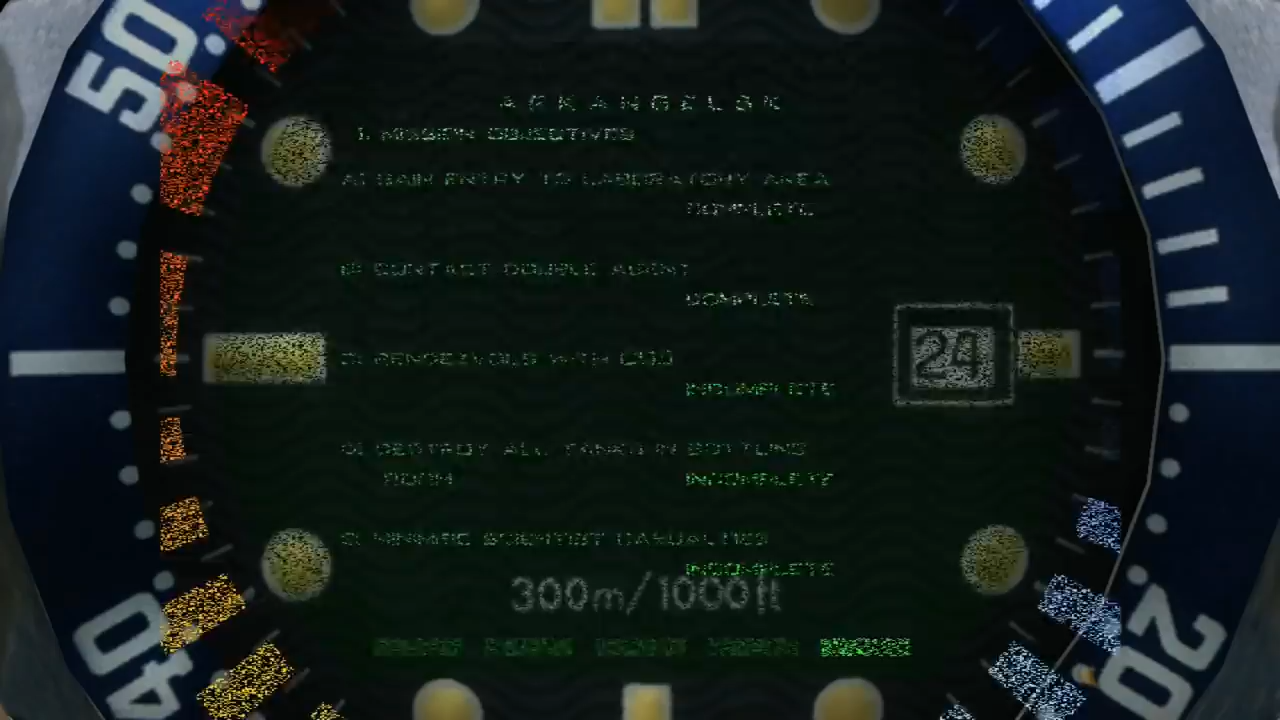 50
ARKANGELSK
1. MISSION OBJECTIVES
A) GAIN ENTRY TO LABORATORY AREA
COMPLETE
B) CONTACT DOUBLE AGENT
COMPLETE
24
C) RENDEZVOUS WITH
INCOMPLETE
D) DESTROY ALL TANKS IN BOTTLING
ROOM INCOMPLETE
E) MINIMIZE SCIENTIST CASUALTIES
INCOMPLETE
300m/1000ft
40
20